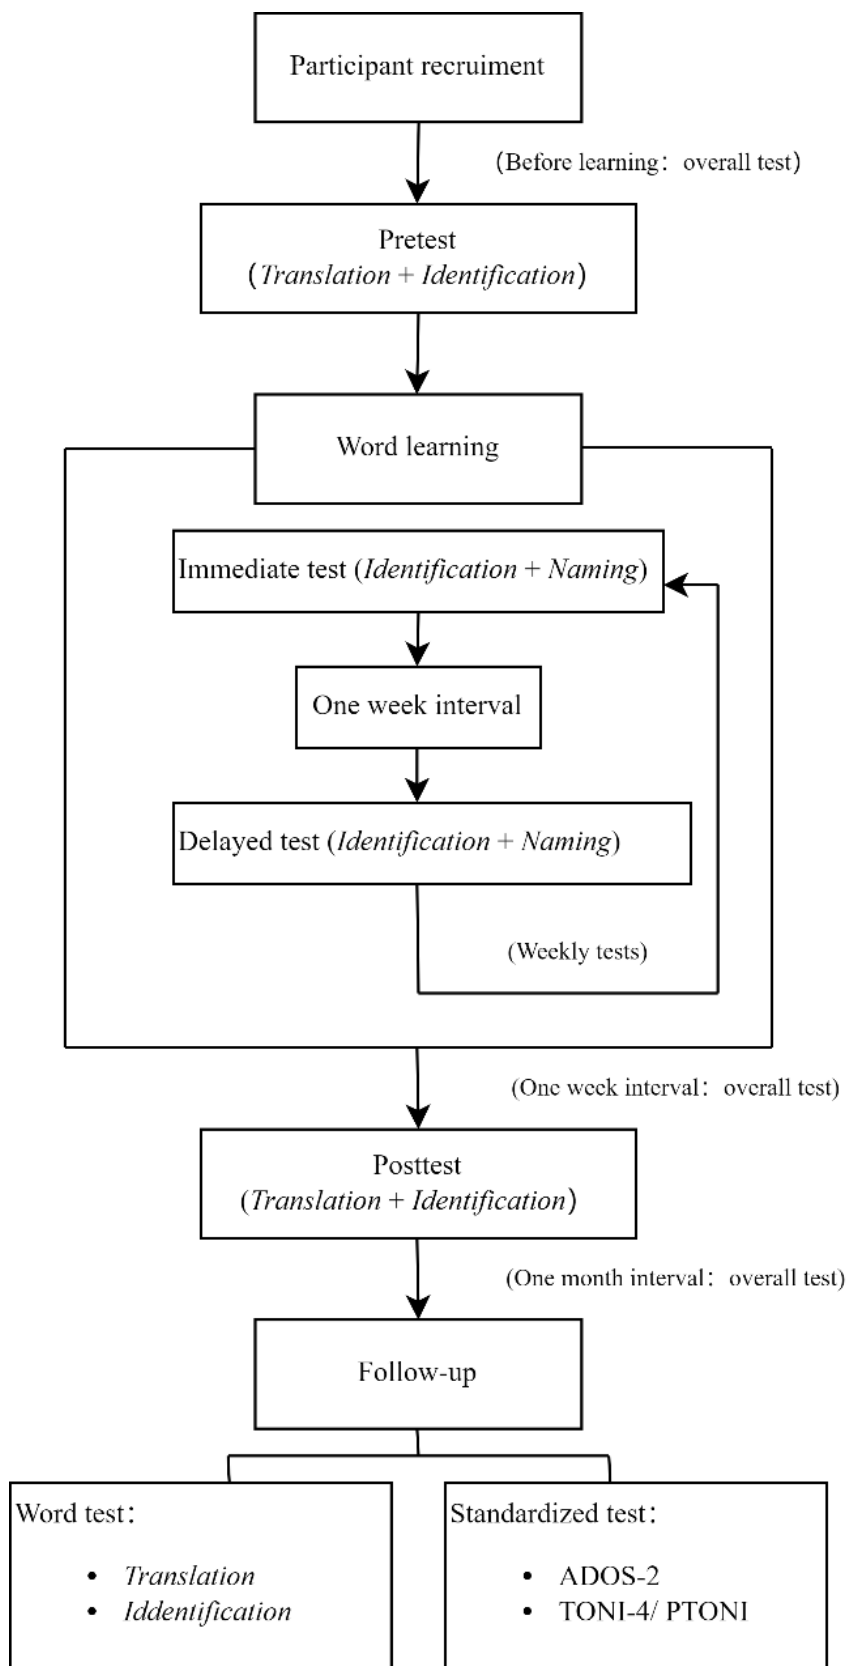 Participant recruiment
(Before learning: overall test)
Pretest
(Translation + Identification)
Word learning
Immediate test (Identification + Naming)
One week interval
Delayed test (Identification + Naming)
(Weekly tests)
(One week interval: overall test)
Posttest
(Translation + Identification)
(One month interval: overall test)
Follow-up
Word test:
• Translation
• Iddentification
Standardized test:
• ADOS-2
• TONI-4/ PTONI